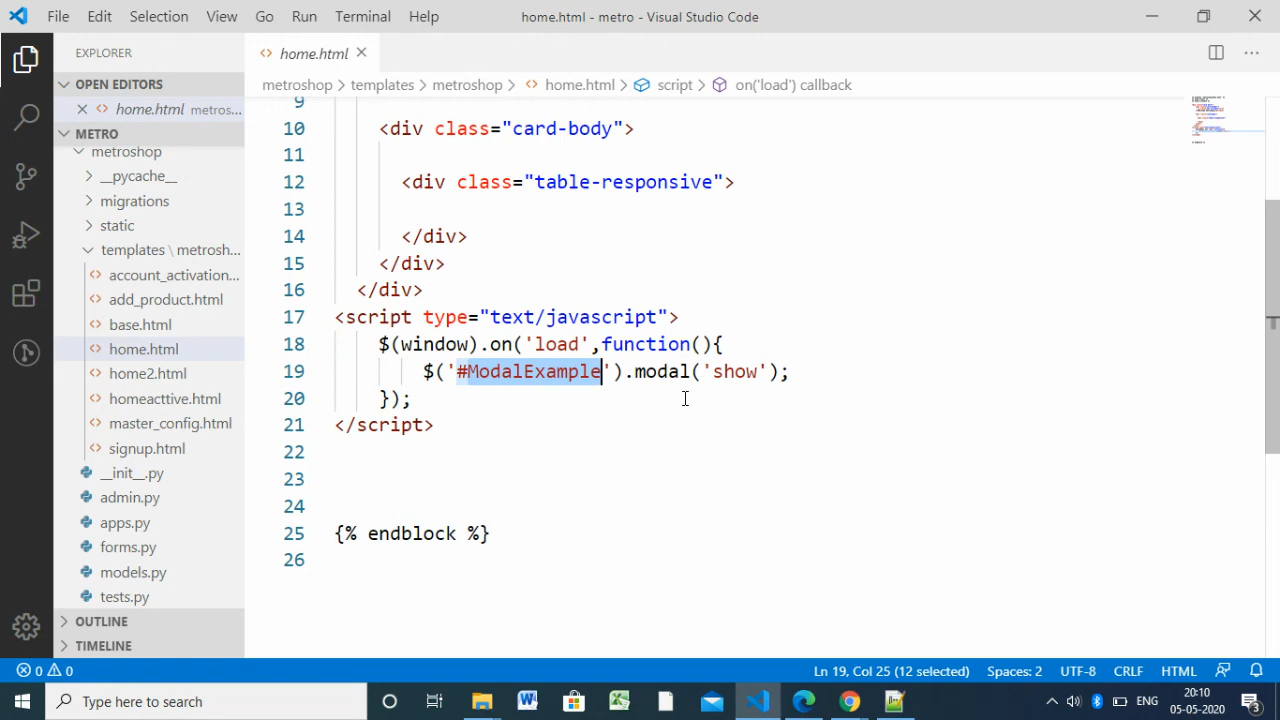 File Edit Selection View Go Run Terminal Help home.html - metro - Visual Studio Code
EXPLORER
OPEN EDITORS
home.html metros...
METRO
metroshop
__pycache__
migrations
static
templates \ metrosh...
account_activation...
add_product.html
base.html
home.html
home2.html
homeacttive.html
master_config.html
signup.html
__init__.py
admin.py
apps.py
forms.py
models.py
tests.py
OUTLINE
TIMELINE
home.html
metroshop > templates > metroshop > home.html > script > on('load') callback
9
10 <div class="card-body">
11
12 <div class="table-responsive">
13
14 </div>
15 </div>
16 </div>
17 <script type="text/javascript">
18 $(window).on('load',function(){
19 $('#ModalExample').modal('show');
20 });
21 </script>
22
23
24
25 {% endblock %}
26
0 0 Ln 19, Col 25 (12 selected) Spaces: 2 UTF-8 CRLF HTML
Type here to search
ENG
20:10
05-05-2020
3